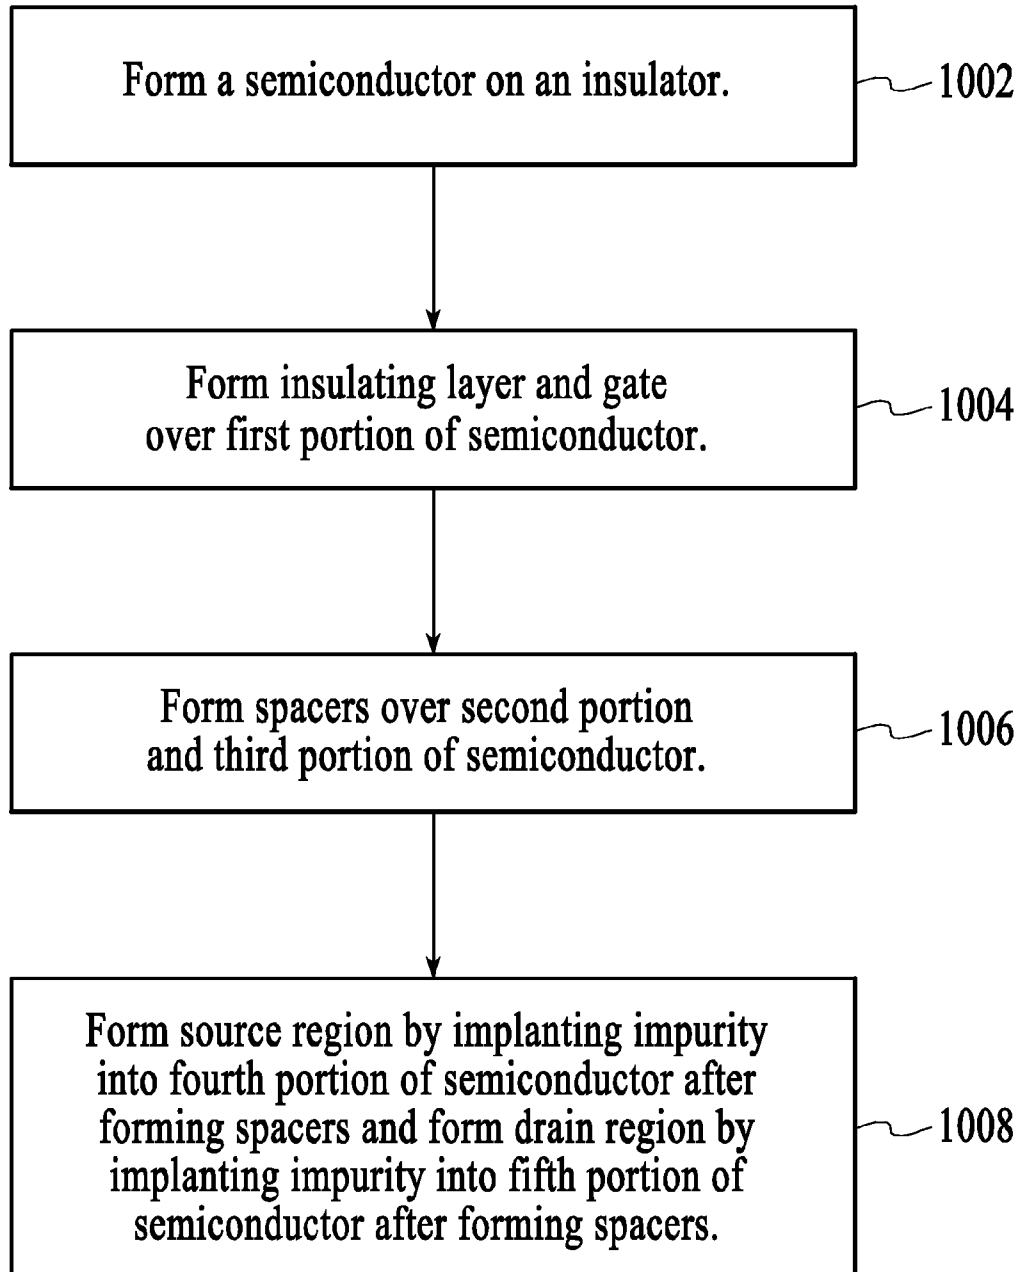 Form a semiconductor on an insulator.
1002
Form insulating layer and gate
over first portion of semiconductor.
1004
Form spacers over second portion
and third portion of semiconductor.
1006
Form source region by implanting impurity
into fourth portion of semiconductor after
forming spacers and form drain region by
implanting impurity into fifth portion of
semiconductor after forming spacers.
1008